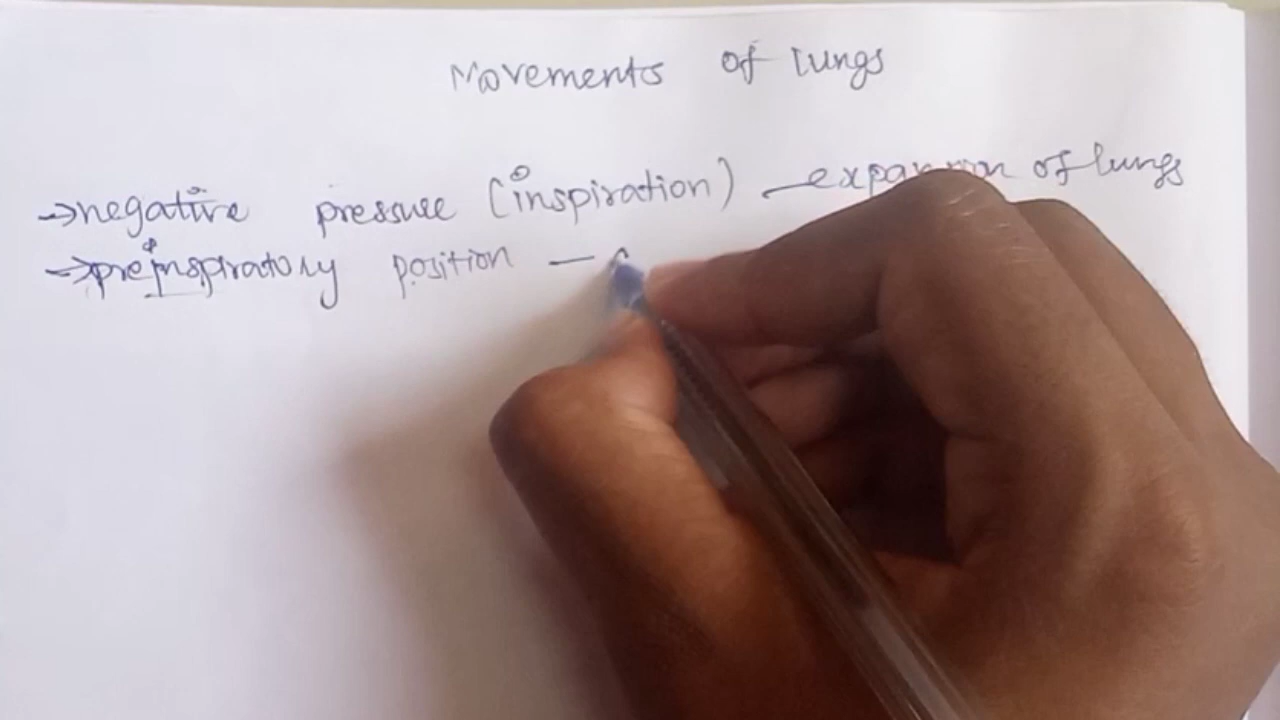 Movements of lungs
→negative pressure (inspiration) — expansion of lungs
→preinspiratory position —